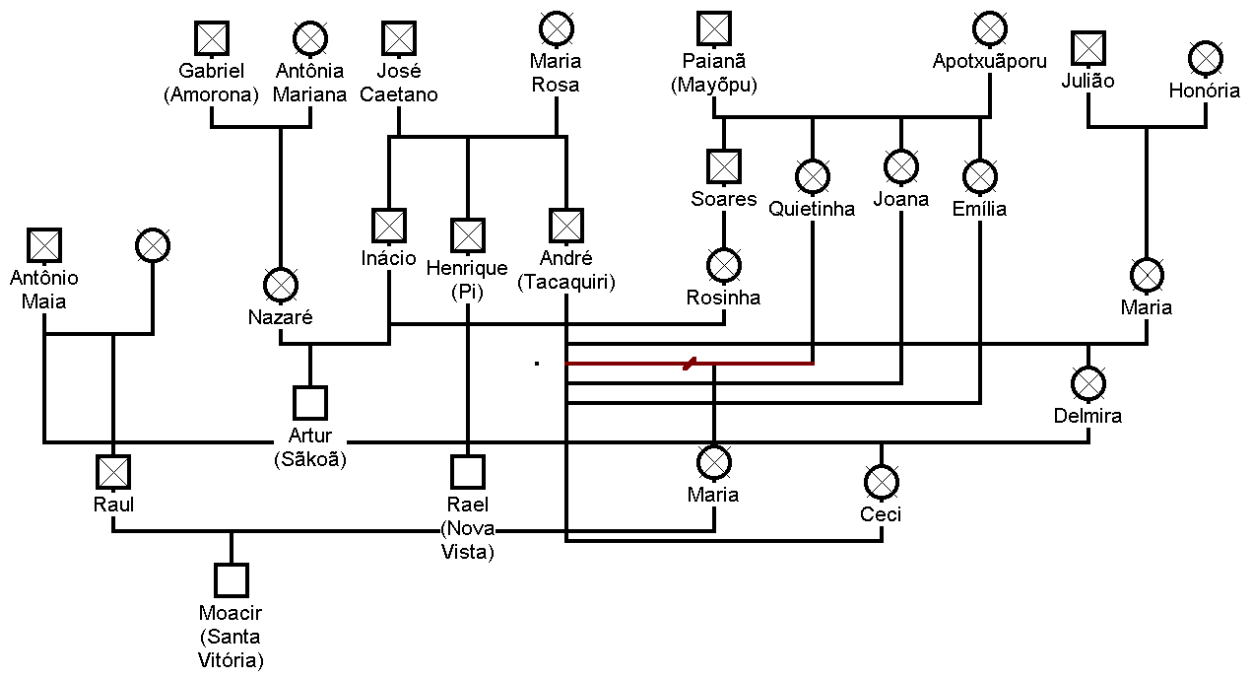 Gabriel
(Amorona)
Antônia
Mariana
José
Caetano
Maria
Rosa
Paianã
(Mayõpu)
Apotxuãporu
Julião
Honória
Soares
Quietinha
Joana
Emília
Antônio
Maia
Nazaré
Inácio
Henrique
(Pi)
André
(Tacaquiri)
Rosinha
Maria
Delmira
Artur
(Sãkoã)
Raul
Rael
(Nova
Vista)
Maria
Ceci
Moacir
(Santa
Vitória)